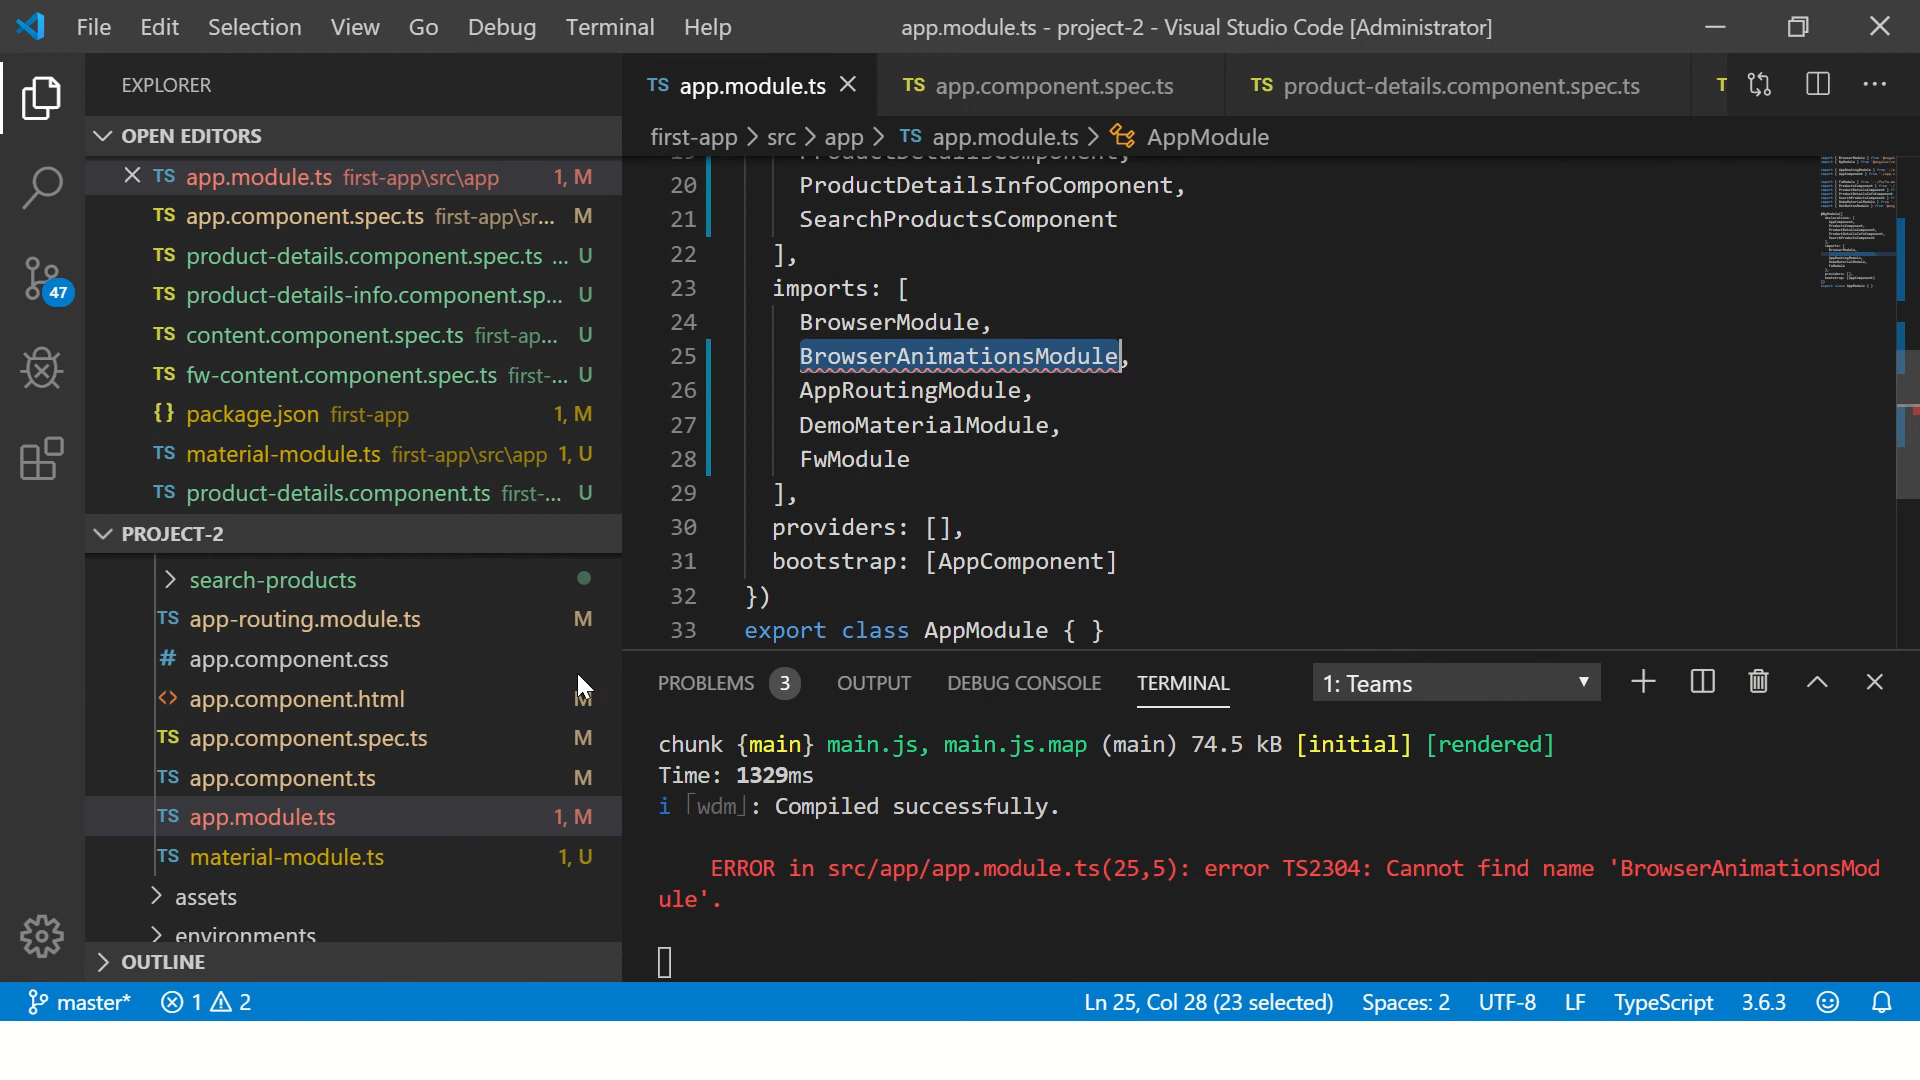 File Edit Selection View Go Debug Terminal Help app.module.ts - project-2 - Visual Studio Code [Administrator]
EXPLORER
OPEN EDITORS
TS app.module.ts first-app\src\app 1, M
TS app.component.spec.ts first-app\sr... M
TS product-details.component.spec.ts ... U
TS product-details-info.component.sp... U
TS content.component.spec.ts first-ap... U
TS fw-content.component.spec.ts first-... U
{} package.json first-app 1, M
TS material-module.ts first-app\src\app 1, U
TS product-details.component.ts first-... U
PROJECT-2
search-products
TS app-routing.module.ts M
# app.component.css
<> app.component.html M
TS app.component.spec.ts M
TS app.component.ts M
TS app.module.ts 1, M
TS material-module.ts 1, U
assets
environments
OUTLINE
47
TS app.module.ts TS app.component.spec.ts TS product-details.component.spec.ts
first-app > src > app > TS app.module.ts > AppModule
20 ProductDetailsInfoComponent,
21 SearchProductsComponent
22 ],
23 imports: [
24 BrowserModule,
25 BrowserAnimationsModule,
26 AppRoutingModule,
27 DemoMaterialModule,
28 FwModule
29 ],
30 providers: [],
31 bootstrap: [AppComponent]
32 })
33 export class AppModule { }
PROBLEMS 3 OUTPUT DEBUG CONSOLE TERMINAL 1: Teams
chunk {main} main.js, main.js.map (main) 74.5 kB [initial] [rendered]
Time: 1329ms
i ｢wdm｣: Compiled successfully.
ERROR in src/app/app.module.ts(25,5): error TS2304: Cannot find name 'BrowserAnimationsMod
ule'.
master* 1 2 Ln 25, Col 28 (23 selected) Spaces: 2 UTF-8 LF TypeScript 3.6.3